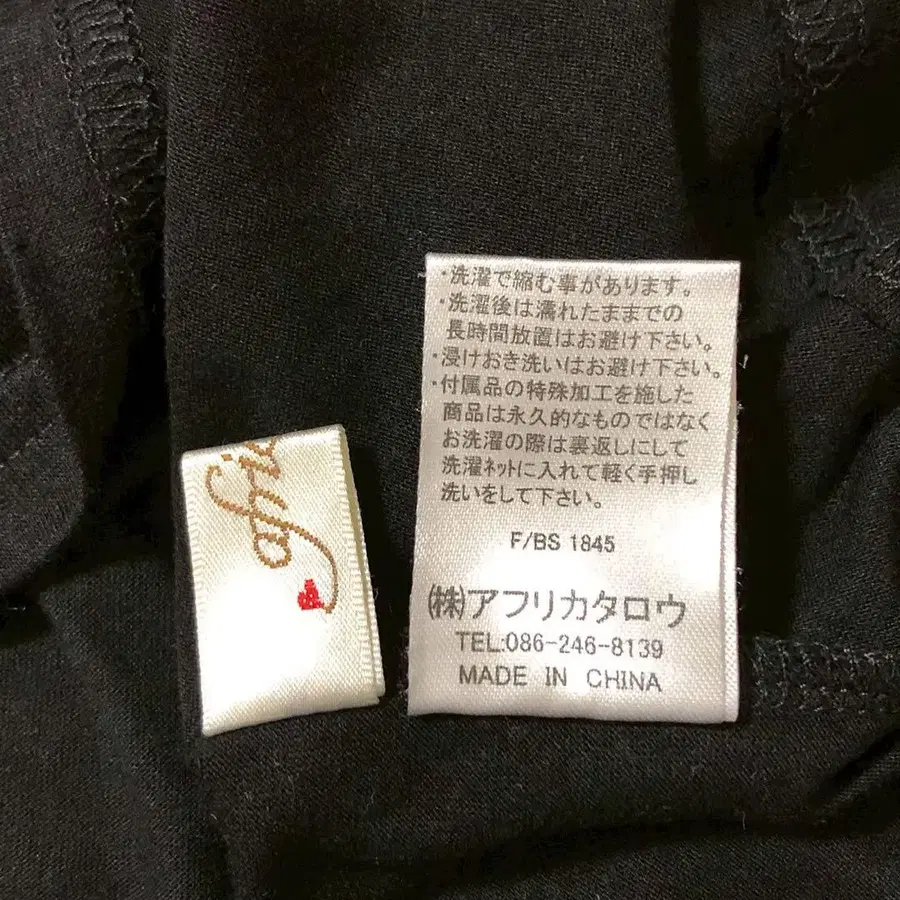 ・洗濯で縮む事があります。
・洗濯後は濡れたままでの
長時間放置はお避け下さい。
・浸けおき洗いはお避け下さい。
・付属品の特殊加工を施した
商品は永久的なものではなく
お洗濯の際は裏返しにして
洗濯ネットに入れて軽く手押し
洗いをして下さい。
F/BS 1845
㈱アフリカタロウ
TEL:086-246-8139
MADE IN CHINA